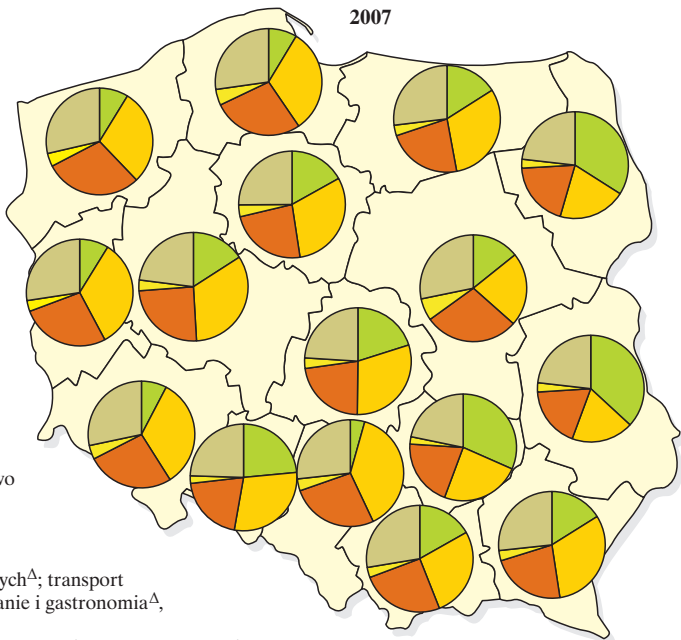 2007
wo
ych∆; transport
anie i gastronomia∆,